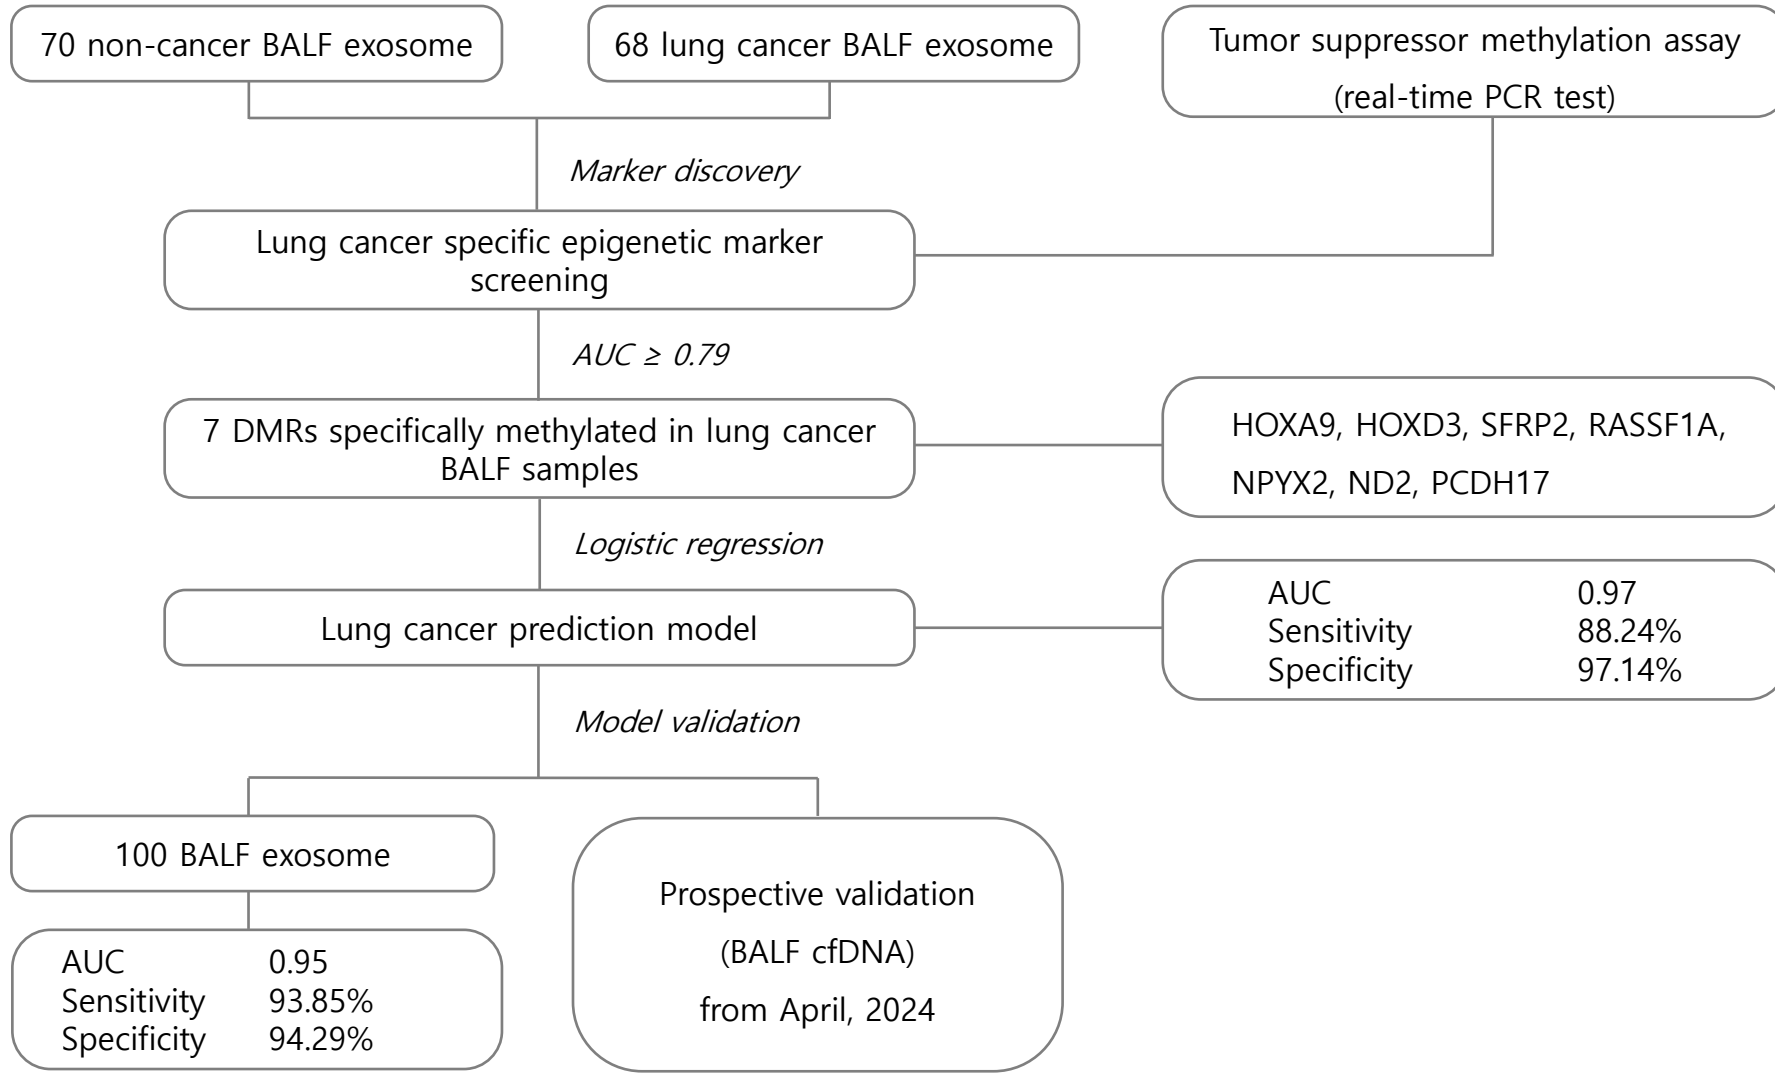 70 non-cancer BALF exosome
68 lung cancer BALF exosome
Tumor suppressor methylation assay
(real-time PCR test)
Marker discovery
Lung cancer specific epigenetic marker
screening
AUC ≥ 0.79
7 DMRs specifically methylated in lung cancer
BALF samples
HOXA9, HOXD3, SFRP2, RASSF1A,
NPYX2, ND2, PCDH17
Logistic regression
Lung cancer prediction model
AUC 0.97
Sensitivity 88.24%
Specificity 97.14%
Model validation
100 BALF exosome
AUC 0.95
Sensitivity 93.85%
Specificity 94.29%
Prospective validation
(BALF cfDNA)
from April, 2024